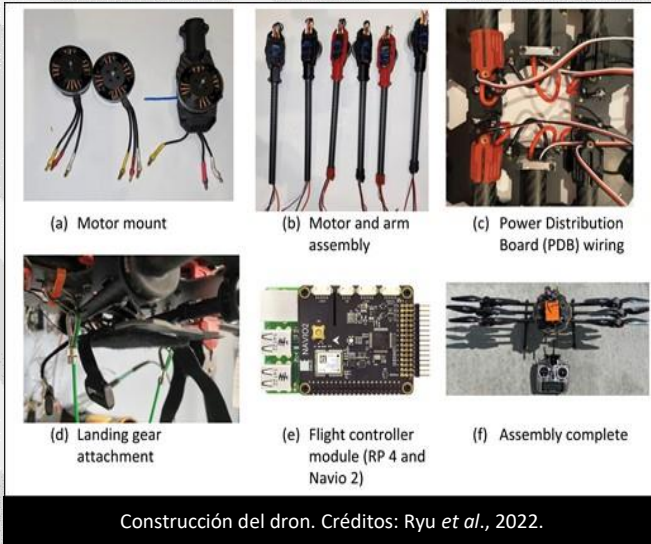 (a) Motor mount
(b) Motor and arm
assembly
(c) Power Distribution
Board (PDB) wiring
NAVIO2
(d) Landing gear
attachment
(e) Flight controller
module (RP 4 and
Navio 2)
(f) Assembly complete
Construcción del dron. Créditos: Ryu et al., 2022.